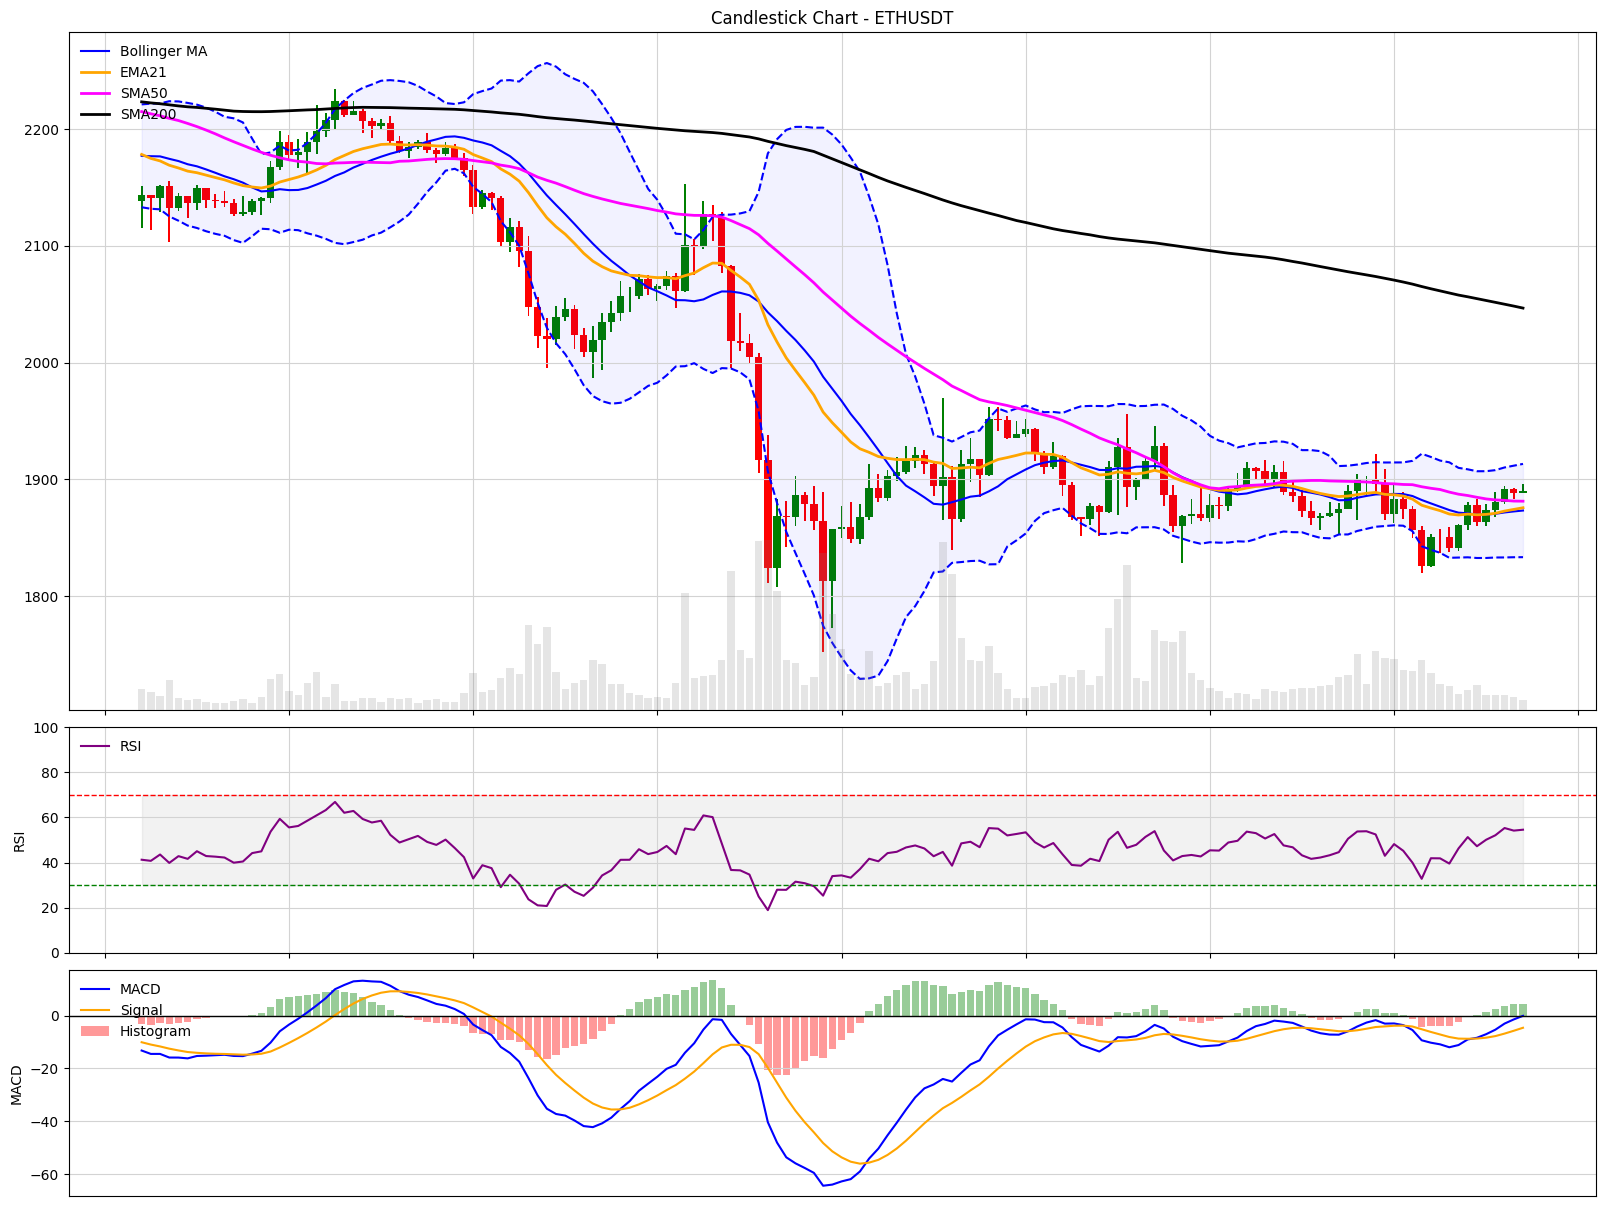 Candlestick Chart - ETHUSDT
Bollinger MA
EMA21
SMA50
SMA200
2200
2100
2000
1900
1800
RSI
100
80
60
40
20
0
RSI
MACD
Signal
Histogram
0
−20
−40
−60
MACD